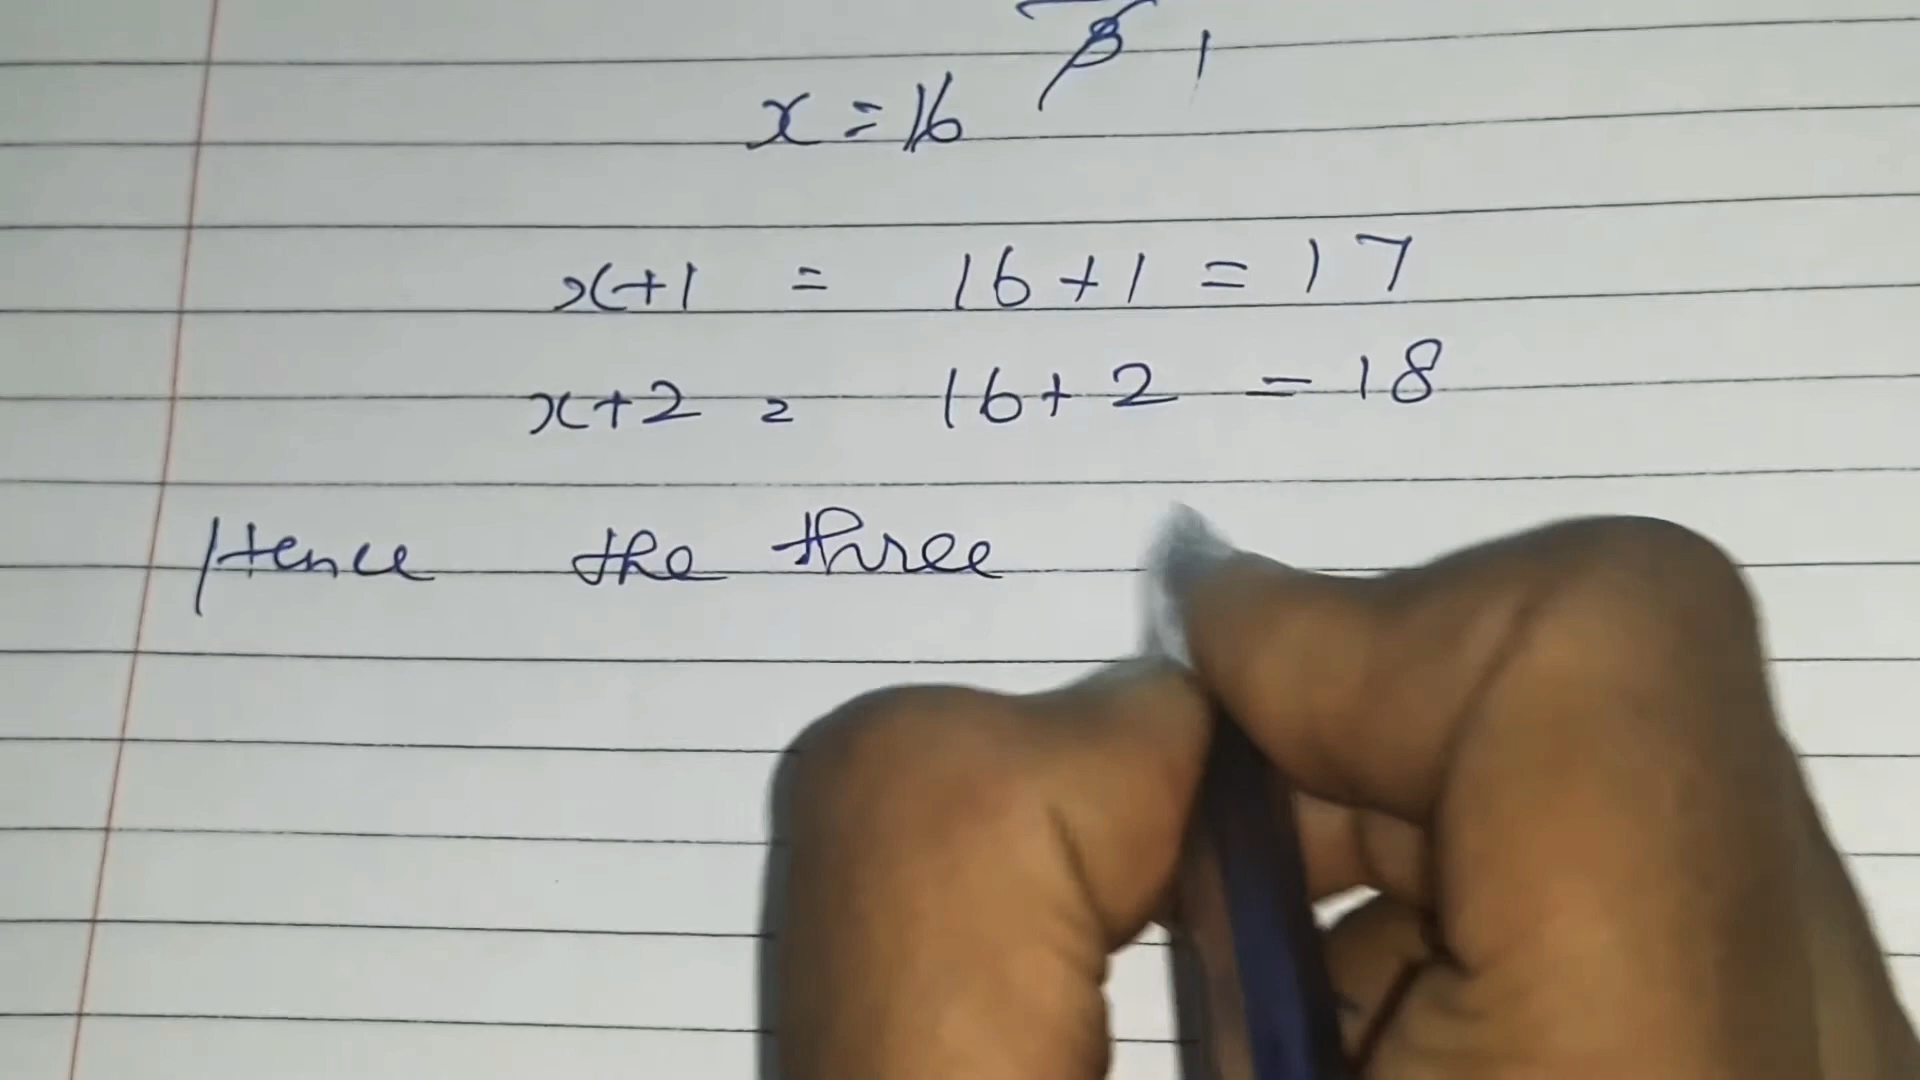 x = 16
x+1 = 16+1 = 17
x+2 = 16+2 = 18
Hence the three